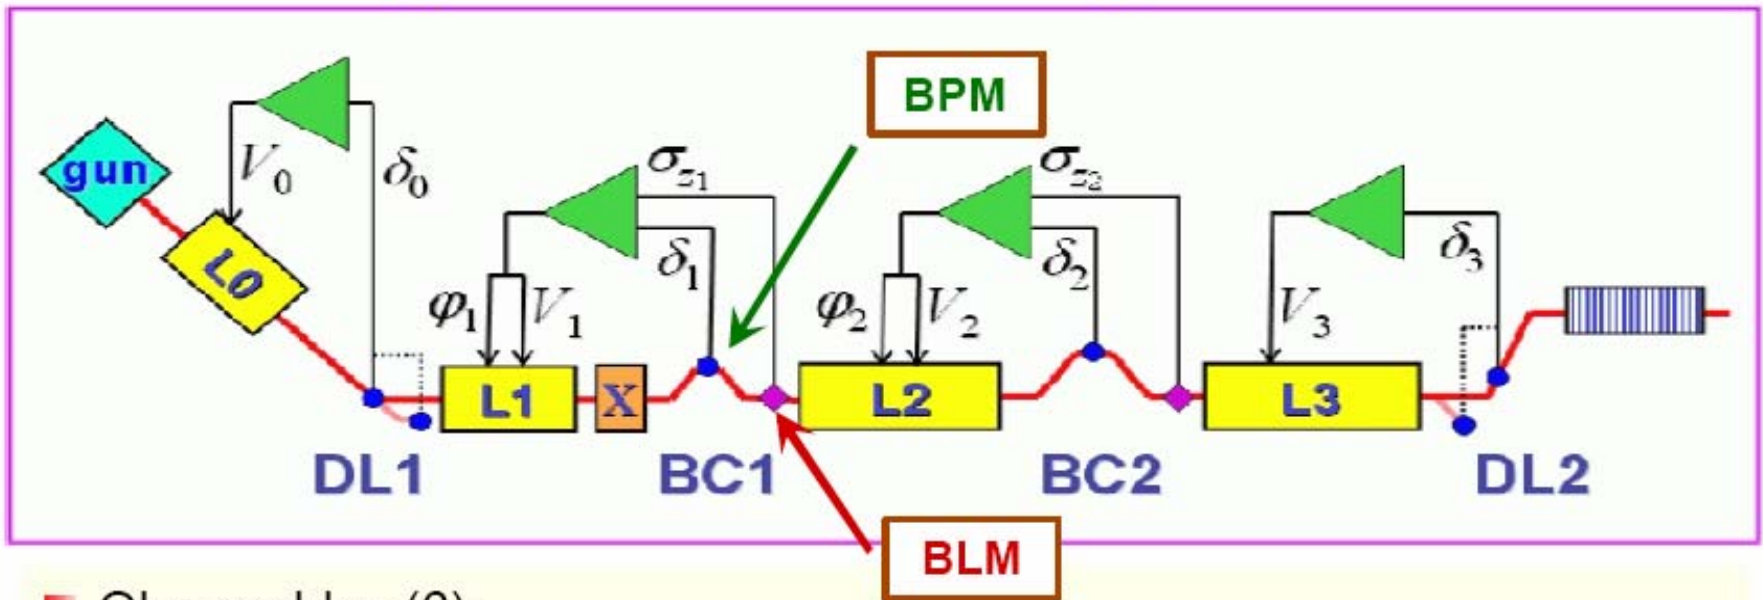 BPM
gun
V₀
δ₀
σz₁
σz₂
δ₁
δ₂
δ₃
φ₁
V₁
φ₂
V₂
V₃
L0
L1
X
L2
L3
DL1
BC1
BC2
DL2
BLM